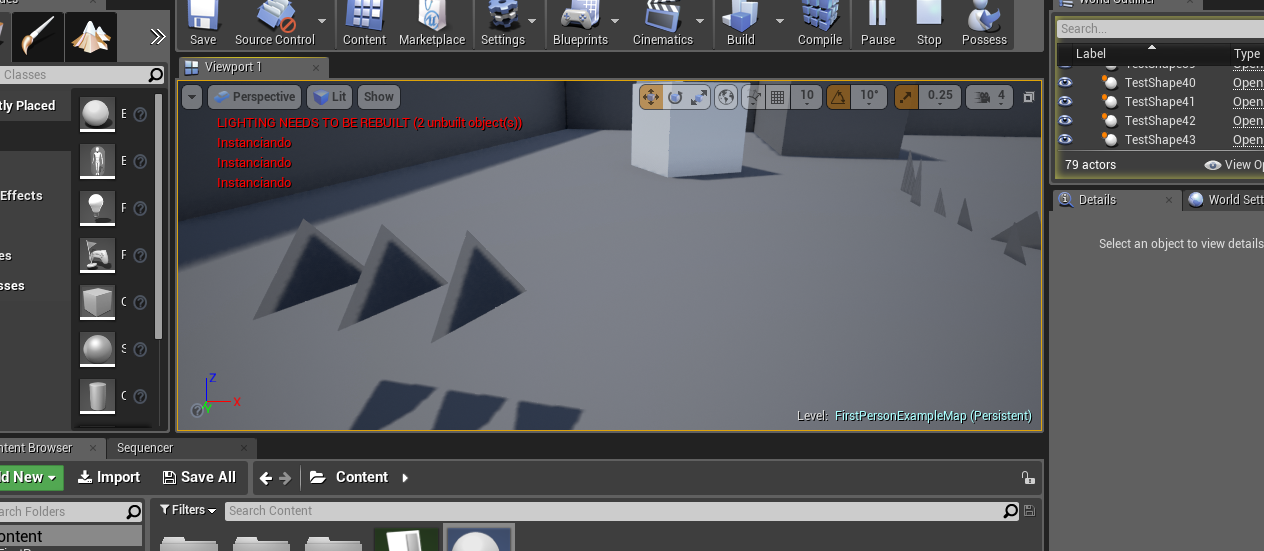 Save
Source Control
Content
Marketplace
Settings
Blueprints
Cinematics
Build
Compile
Pause
Stop
Possess
World Outliner
Search...
Classes
Viewport 1
Label
Type
Perspective
Lit
Show
10
10°
0.25
4
TestShape40
Open
TestShape41
Open
TestShape42
Open
TestShape43
Open
79 actors
View Op
tly Placed
E
LIGHTING NEEDS TO BE REBUILT (2 unbuilt object(s))
Instanciando
Instanciando
Instanciando
E
Effects
P
Details
World Sett
Select an object to view details
es
P
sses
C
S
C
Z
X
Y
Level: FirstPersonExampleMap (Persistent)
ntent Browser
Sequencer
d New
Import
Save All
Content
arch Folders
Filters
Search Content
ontent